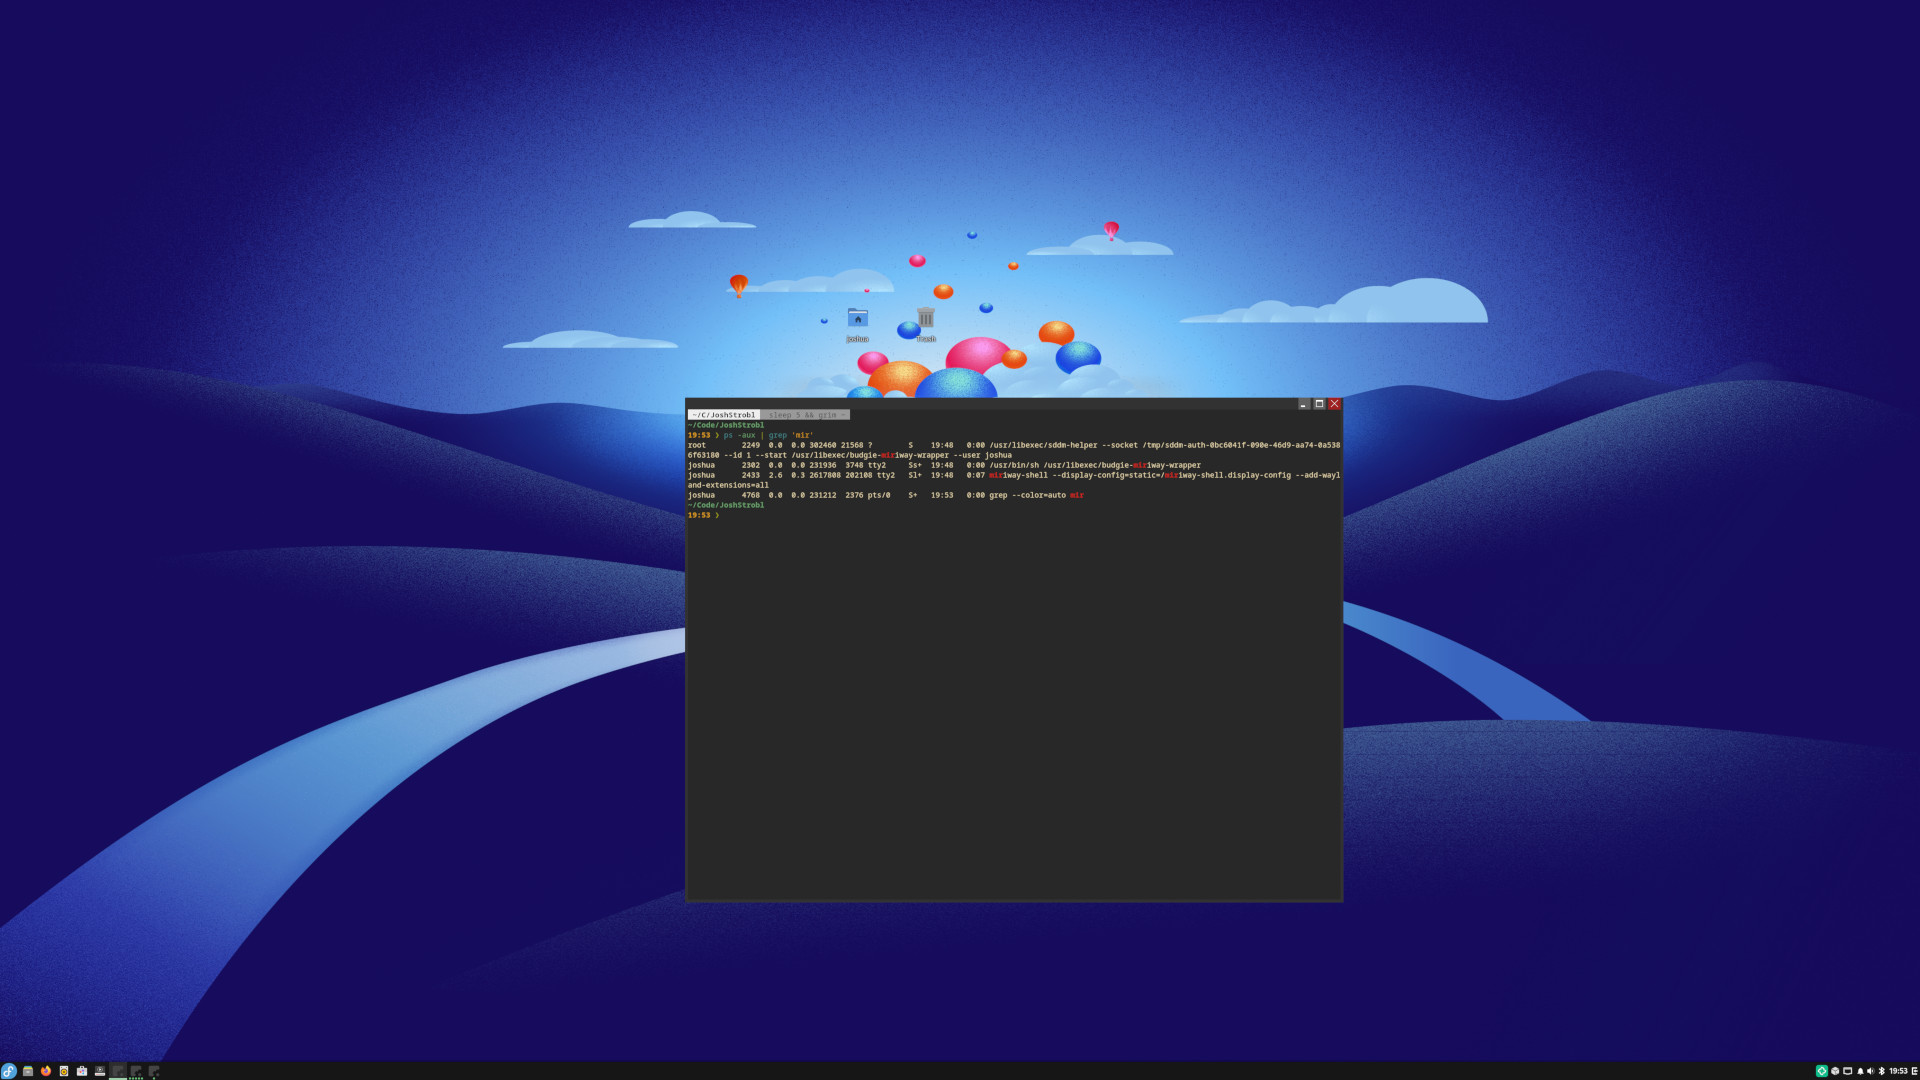 joshua
Trash
~/C/JoshStrobl
sleep 5 && grim ~
~/Code/JoshStrobl
19:53 ❯ ps -aux | grep 'mir'
root 2249 0.0 0.0 302460 21568 ? S 19:48 0:00 /usr/libexec/sddm-helper --socket /tmp/sddm-auth-0bc6041f-090e-46d9-aa74-0a538
6f63180 --id 1 --start /usr/libexec/budgie-miriway-wrapper --user joshua
joshua 2302 0.0 0.0 231936 3748 tty2 Ss+ 19:48 0:00 /usr/bin/sh /usr/libexec/budgie-miriway-wrapper
joshua 2433 2.6 0.3 2617808 202108 tty2 Sl+ 19:48 0:07 miriway-shell --display-config=static=/miriway-shell.display-config --add-wayl
and-extensions=all
joshua 4768 0.0 0.0 231212 2376 pts/0 S+ 19:53 0:00 grep --color=auto mir
~/Code/JoshStrobl
19:53 ❯
19:53